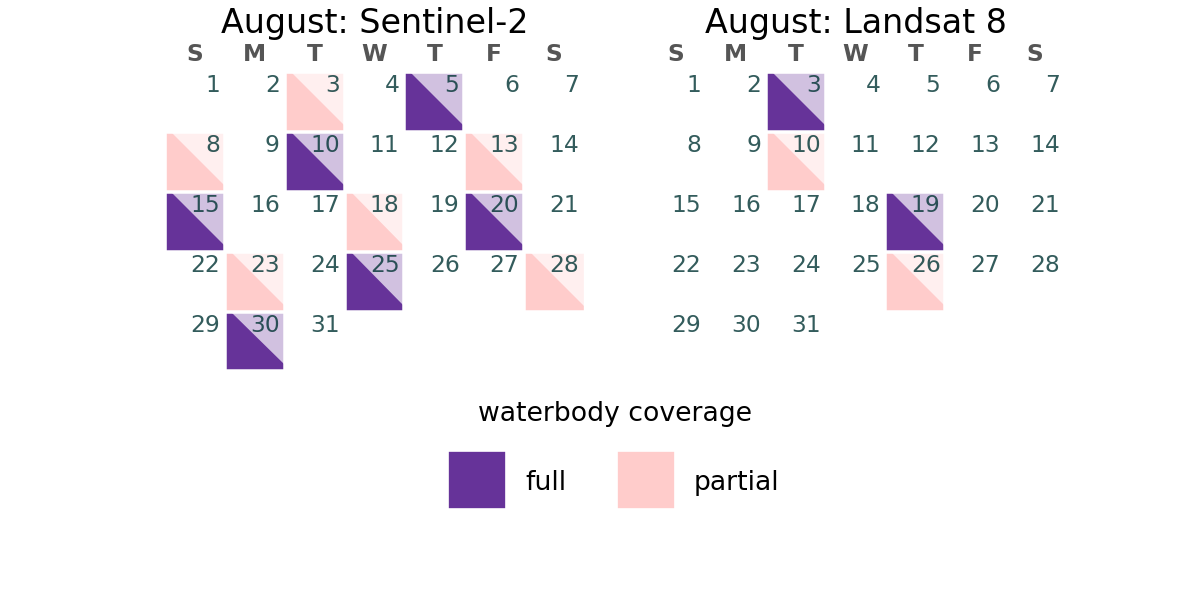 August: Sentinel-2
S M T W T F S
1 2 3 4 5 6 7
8 9 10 11 12 13 14
15 16 17 18 19 20 21
22 23 24 25 26 27 28
29 30 31
August: Landsat 8
S M T W T F S
1 2 3 4 5 6 7
8 9 10 11 12 13 14
15 16 17 18 19 20 21
22 23 24 25 26 27 28
29 30 31
waterbody coverage
full
partial